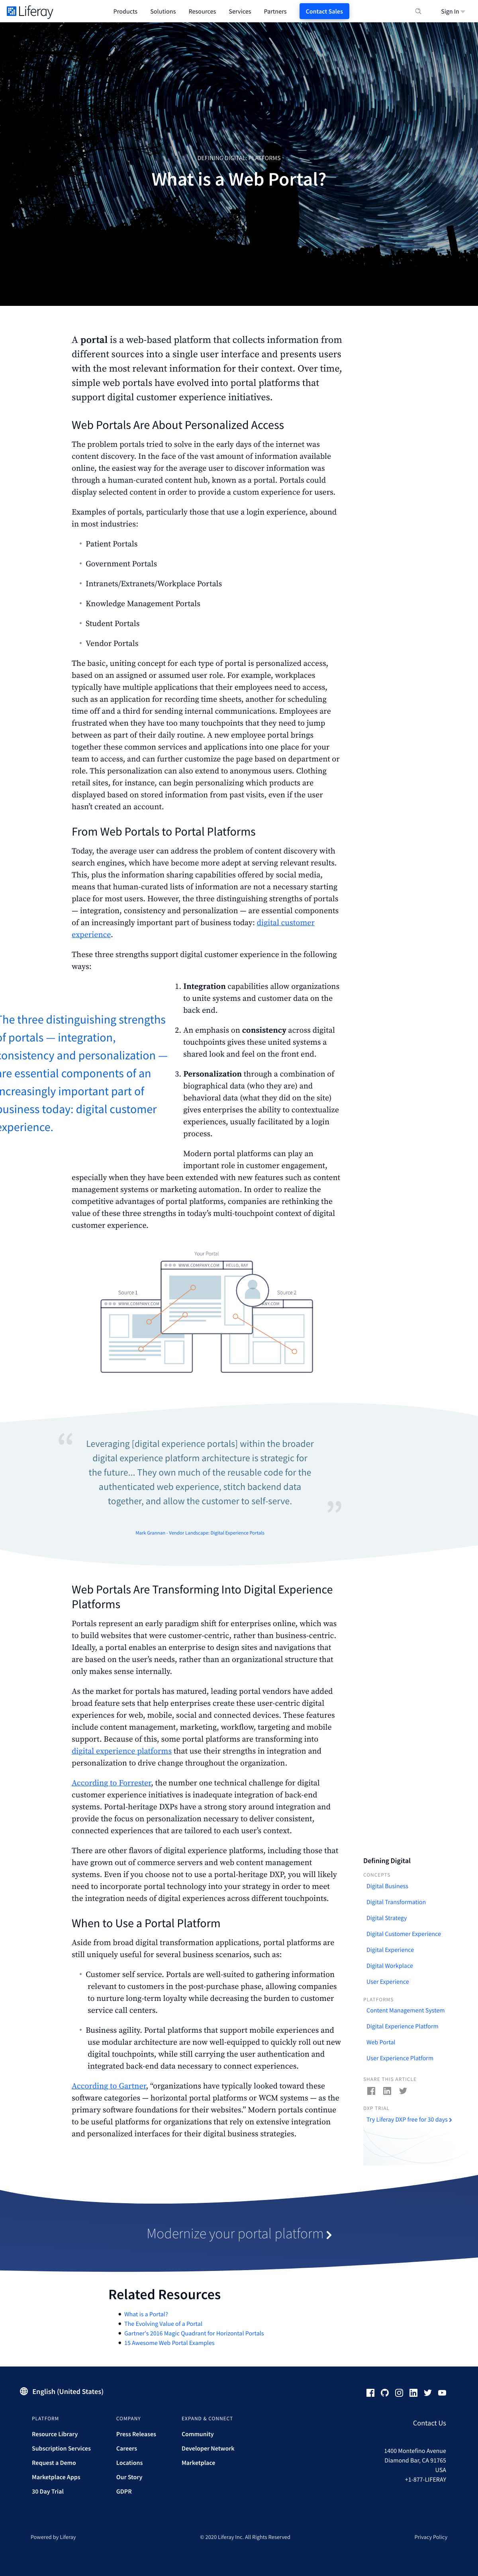 Liferay
Products
Solutions
Resources
Services
Partners
Contact Sales
Sign In
DEFINING DIGITAL: PLATFORMS
What is a Web Portal?
A portal is a web-based platform that collects information from
different sources into a single user interface and presents users
with the most relevant information for their context. Over time,
simple web portals have evolved into portal platforms that
support digital customer experience initiatives.
Web Portals Are About Personalized Access
The problem portals tried to solve in the early days of the internet was
content discovery. In the face of the vast amount of information available
online, the easiest way for the average user to discover information was
through a human-curated content hub, known as a portal. Portals could
display selected content in order to provide a custom experience for users.
Examples of portals, particularly those that use a login experience, abound
in most industries:
Patient Portals
Government Portals
Intranets/Extranets/Workplace Portals
Knowledge Management Portals
Student Portals
Vendor Portals
The basic, uniting concept for each type of portal is personalized access,
based on an assigned or assumed user role. For example, workplaces
typically have multiple applications that their employees need to access,
such as an application for recording time sheets, another for scheduling
time off and a third for sending internal communications. Employees are
frustrated when they have too many touchpoints that they need to jump
between as part of their daily routine. A new employee portal brings
together these common services and applications into one place for your
team to access, and can further customize the page based on department or
role. This personalization can also extend to anonymous users. Clothing
retail sites, for instance, can begin personalizing which products are
displayed based on stored information from past visits, even if the user
hasn't created an account.
From Web Portals to Portal Platforms
Today, the average user can address the problem of content discovery with
search engines, which have become more adept at serving relevant results.
This, plus the information sharing capabilities offered by social media,
means that human-curated lists of information are not a necessary starting
place for most users. However, the three distinguishing strengths of portals
— integration, consistency and personalization — are essential components
of an increasingly important part of business today: digital customer
experience.
These three strengths support digital customer experience in the following
ways:
The three distinguishing strengths
of portals — integration,
consistency and personalization —
are essential components of an
increasingly important part of
business today: digital customer
experience.
1. Integration capabilities allow organizations
to unite systems and customer data on the
back end.
2. An emphasis on consistency across digital
touchpoints gives these united systems a
shared look and feel on the front end.
3. Personalization through a combination of
biographical data (who they are) and
behavioral data (what they did on the site)
gives enterprises the ability to contextualize
experiences, usually facilitated by a login
process.
Modern portal platforms can play an
important role in customer engagement,
especially when they have been extended with new features such as content
management systems or marketing automation. In order to realize the
competitive advantages of portal platforms, companies are rethinking the
value of these three strengths in today's multi-touchpoint context of digital
customer experience.
Your Portal
WWW.COMPANY.COM
HELLO, RAY
Source 1
Source 2
WWW.COMPANY.COM
ANY.COM
“
Leveraging [digital experience portals] within the broader
digital experience platform architecture is strategic for
the future... They own much of the reusable code for the
authenticated web experience, stitch backend data
together, and allow the customer to self-serve.
”
Mark Grannan - Vendor Landscape: Digital Experience Portals
Web Portals Are Transforming Into Digital Experience
Platforms
Portals represent an early paradigm shift for enterprises online, which was
to build websites that were customer-centric, rather than business-centric.
Ideally, a portal enables an enterprise to design sites and navigations that
are based on the user's needs, rather than an organizational structure that
only makes sense internally.
As the market for portals has matured, leading portal vendors have added
broad feature sets that help enterprises create these user-centric digital
experiences for web, mobile, social and connected devices. These features
include content management, marketing, workflow, targeting and mobile
support. Because of this, some portal platforms are transforming into
digital experience platforms that use their strengths in integration and
personalization to drive change throughout the organization.
According to Forrester, the number one technical challenge for digital
customer experience initiatives is inadequate integration of back-end
systems. Portal-heritage DXPs have a strong story around integration and
provide the focus on personalization necessary to deliver consistent,
connected experiences that are tailored to each user's context.
There are other flavors of digital experience platforms, including those that
have grown out of commerce servers and web content management
systems. Even if you choose not to use a portal-heritage DXP, you will likely
need to incorporate portal technology into your strategy in order to provide
the integration needs of digital experiences across different touchpoints.
When to Use a Portal Platform
Aside from broad digital transformation applications, portal platforms are
still uniquely useful for several business scenarios, such as:
Customer self service. Portals are well-suited to gathering information
relevant to customers in the post-purchase phase, allowing companies
to foster long-term loyalty while decreasing the burden to customer
service call centers.
Business agility. Portal platforms that support mobile experiences and
use modular architecture are now well-equipped to quickly meet digital
demands today, while still carrying the user authentication and
integrated back-end data necessary to connect experiences.
According to Gartner, “organizations have typically looked toward these
software categories — horizontal portal platforms or WCM systems — as the
primary software foundations for their websites.” Modern portals continue
to be useful platforms for organizations that rely on extensive integration
and personalized interfaces for their digital business strategies.
Defining Digital
CONCEPTS
Digital Business
Digital Transformation
Digital Strategy
Digital Customer Experience
Digital Experience
Digital Workplace
User Experience
PLATFORMS
Content Management System
Digital Experience Platform
Web Portal
User Experience Platform
SHARE THIS ARTICLE
DXP TRIAL
Try Liferay DXP free for 30 days
Modernize your portal platform
Related Resources
What is a Portal?
The Evolving Value of a Portal
Gartner's 2016 Magic Quadrant for Horizontal Portals
15 Awesome Web Portal Examples
English (United States)
PLATFORM
Resource Library
Subscription Services
Request a Demo
Marketplace Apps
30 Day Trial
COMPANY
Press Releases
Careers
Locations
Our Story
GDPR
EXPAND & CONNECT
Community
Developer Network
Marketplace
Contact Us
1400 Montefino Avenue
Diamond Bar, CA 91765
USA
+1-877-LIFERAY
Powered by Liferay
© 2020 Liferay Inc. All Rights Reserved
Privacy Policy